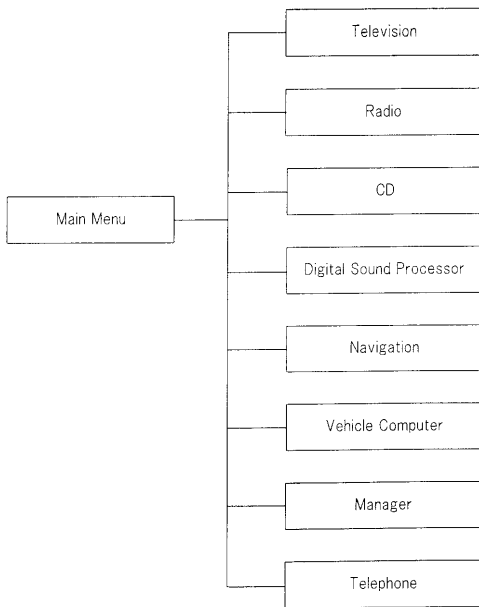 Television
Radio
CD
Main Menu
Digital Sound Processor
Navigation
Vehicle Computer
Manager
Telephone